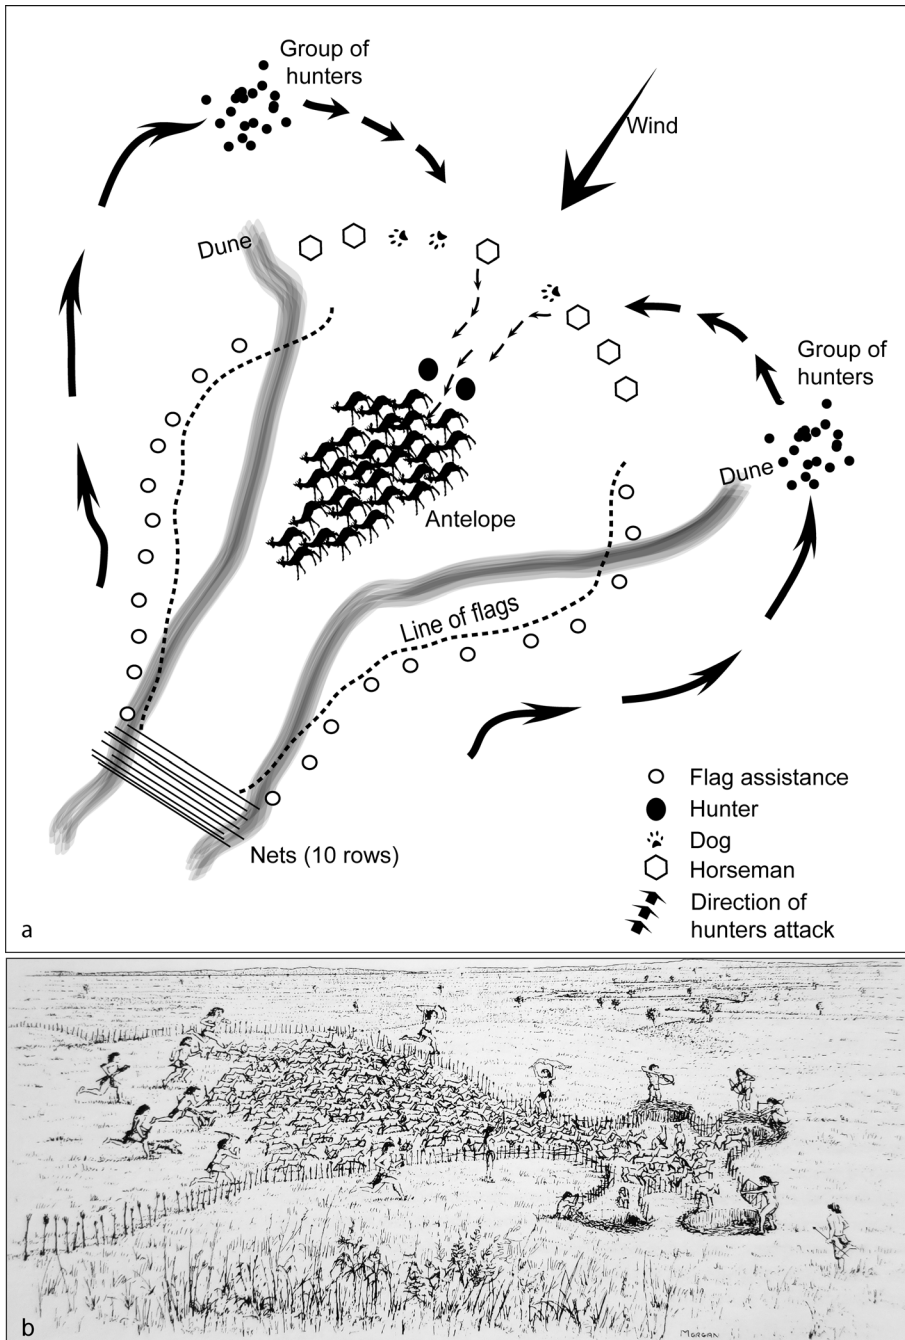 Group of
hunters
Wind
Dune
Group of
hunters
Dune
Antelope
Line of flags
Nets (10 rows)
Flag assistance
Hunter
Dog
Horseman
Direction of
hunters attack
a
b
MORGAN